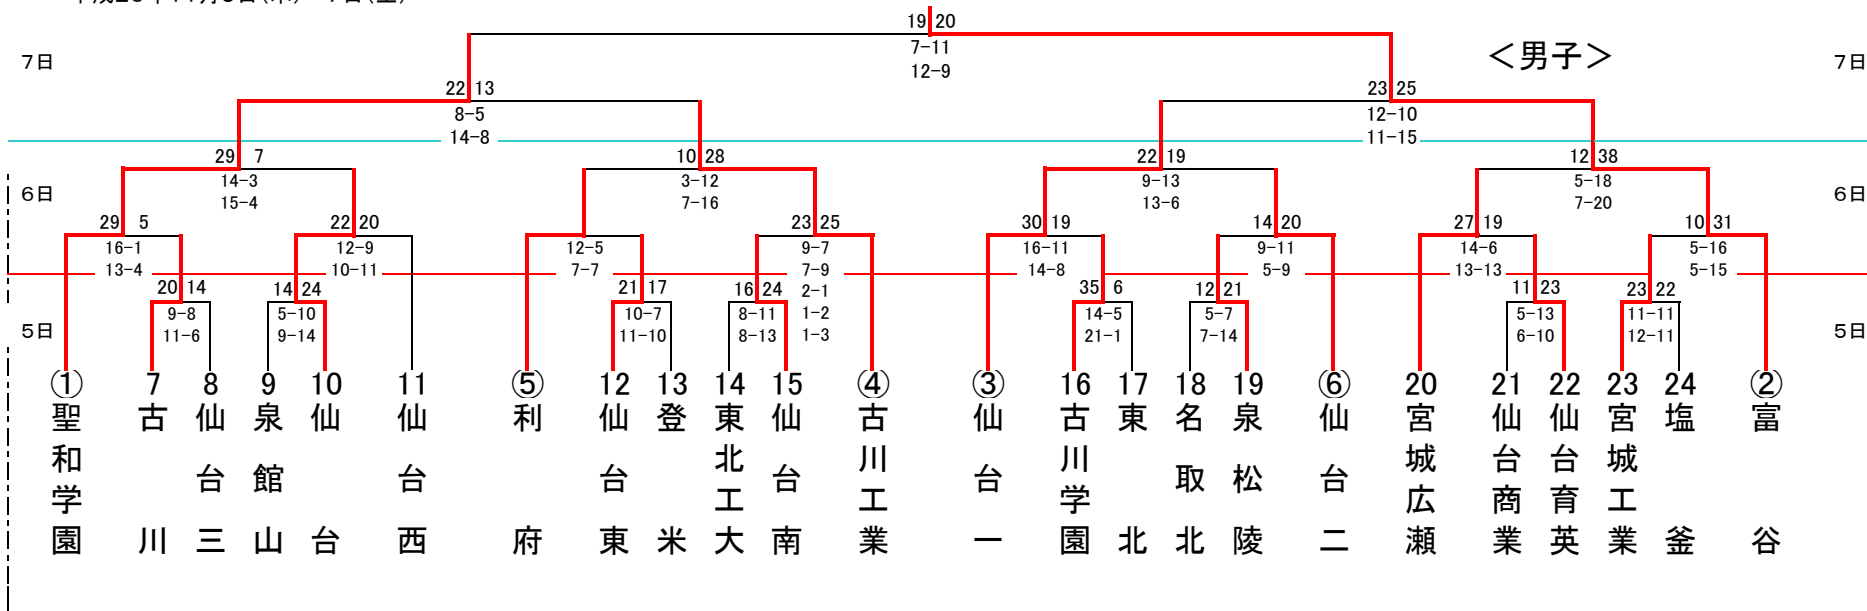 19 20
7-11
12-9
<男子>
7日
7日
22 13
8-5
14-8
23 25
12-10
11-15
29 7
14-3
15-4
10 28
3-12
7-16
22 19
9-13
13-6
12 38
5-18
7-20
6日
6日
29 5
16-1
13-4
22 20
12-9
10-11
12-5
7-7
23 25
9-7
7-9
2-1
1-2
1-3
30 19
16-11
14-8
14 20
9-11
5-9
27 19
14-6
13-13
10 31
5-16
5-15
5日
5日
20 14
9-8
11-6
14 24
5-10
9-14
21 17
10-7
11-10
16 24
8-11
8-13
35 6
14-5
21-1
12 21
5-7
7-14
11 23
5-13
6-10
23 22
11-11
12-11
① 聖和学園
7 古川
8 仙台三
9 泉館山
10 仙台
11 仙台西
⑤ 利府
12 仙台東
13 登米
14 東北工大
15 仙台南
④ 古川工業
③ 仙台一
16 古川学園
17 東北
18 名取北
19 泉松陵
⑥ 仙台二
20 宮城広瀬
21 仙台商業
22 仙台育英
23 宮城工業
24 塩釜
② 富谷